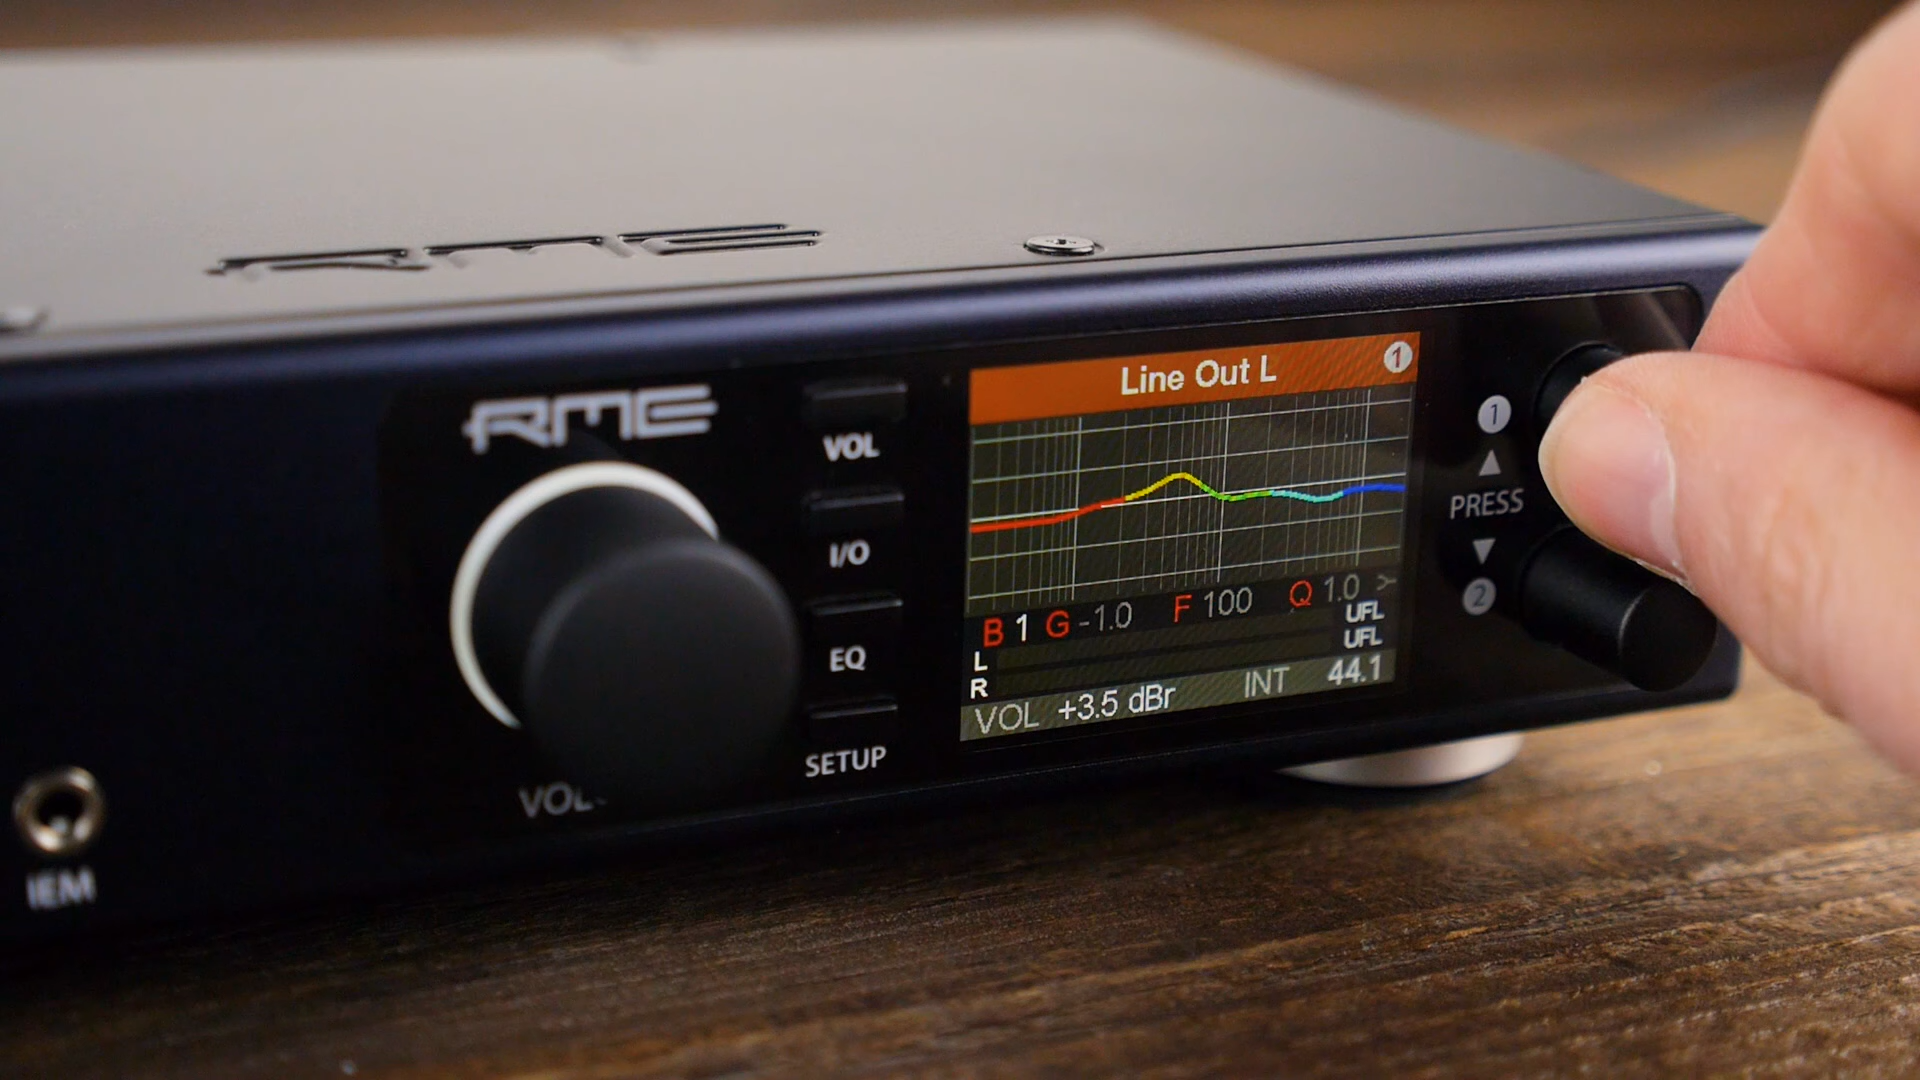 RME
RME
VOL
I/O
EQ
SETUP
VOL
IEM
Line Out L 1
B 1 G -1.0 F 100 Q 1.0
UFL
UFL
L
R
VOL +3.5 dBr INT 44.1
1
PRESS
2